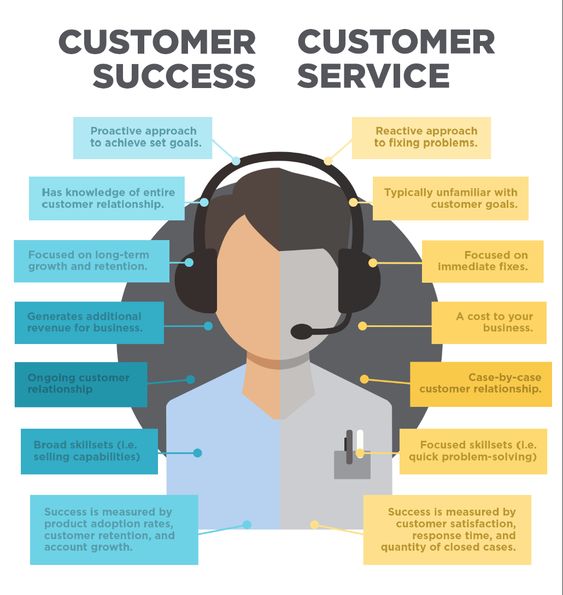 CUSTOMER
SUCCESS
CUSTOMER
SERVICE
Proactive approach
to achieve set goals.
Reactive approach
to fixing problems.
Has knowledge of entire
customer relationship.
Typically unfamiliar with
customer goals.
Focused on long-term
growth and retention.
Focused on
immediate fixes.
Generates additional
revenue for business.
A cost to your
business.
Ongoing customer
relationship
Case-by-case
customer relationship.
Broad skillsets (i.e.
selling capabilities)
Focused skillsets (i.e.
quick problem-solving)
Success is measured by
product adoption rates,
customer retention, and
account growth.
Success is measured by
customer satisfaction,
response time, and
quantity of closed cases.